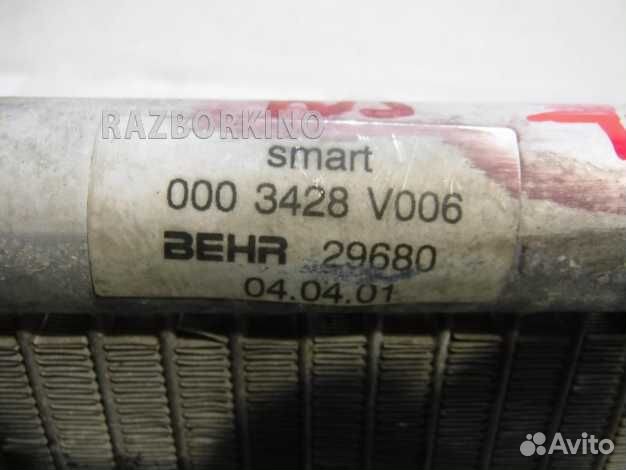 RAZBORKINO
smart
000 3428 V006
BEHR 29680
04.04.01
Avito